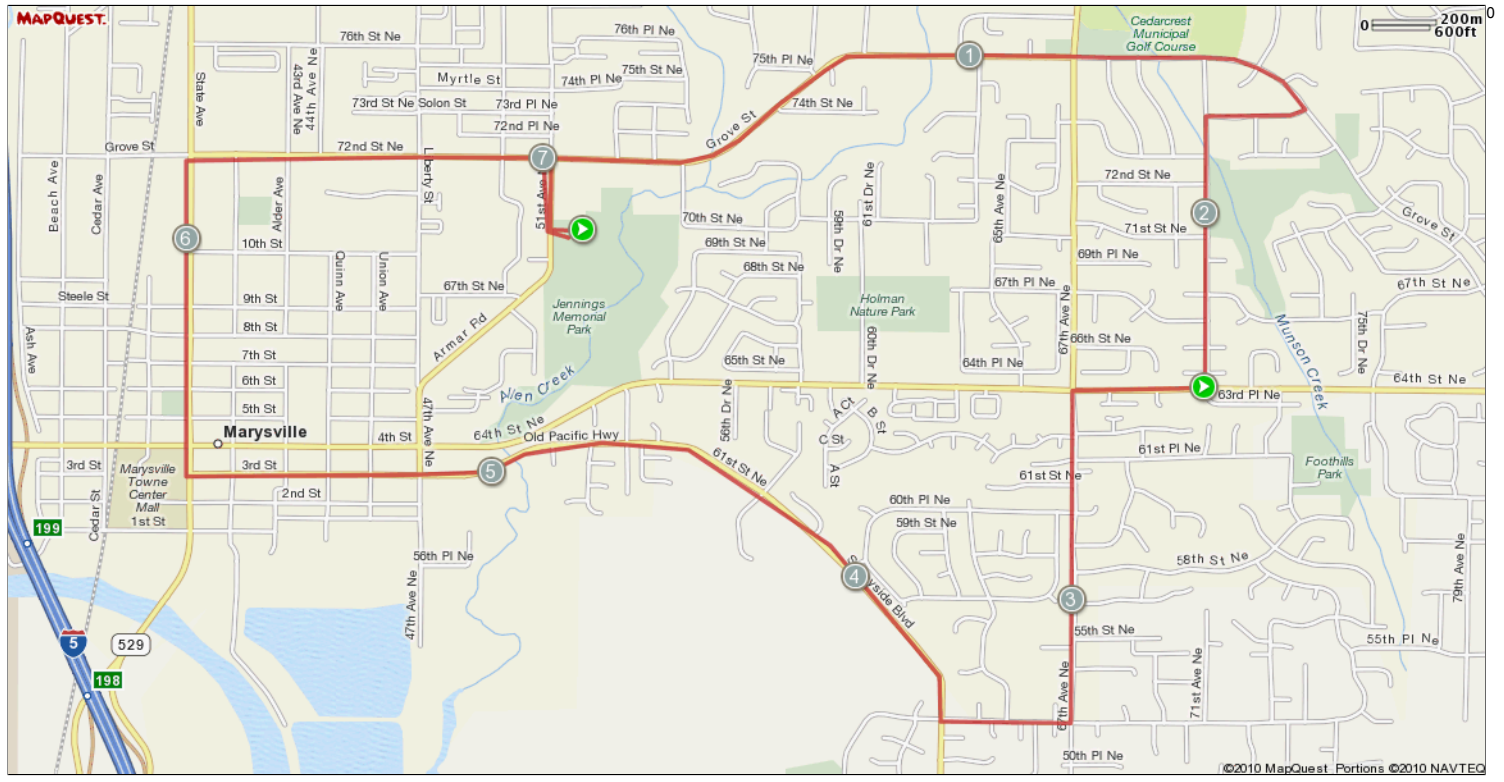 MAPQUEST.
0
200m
600ft
0
Cedarcrest
Municipal
Golf Course
76th St Ne
76th Pl Ne
75th Pl Ne
75th St Ne
Myrtle St
74th Pl Ne
State Ave
43rd Ave Ne
44th Ave Ne
73rd St Ne
Solon St
73rd Pl Ne
74th St Ne
72nd Pl Ne
1
Grove St
Grove St
72nd St Ne
7
Liberty St
51st Ave
Beach Ave
Cedar Ave
Alder Ave
61st Dr Ne
65th Ave Ne
72nd St Ne
2
71st St Ne
Grove St
70th St Ne
59th Dr Ne
6
10th St
69th St Ne
69th Pl Ne
Quinn Ave
Union Ave
68th St Ne
67th St Ne
67th Pl Ne
67th St Ne
Steele St
9th St
Jennings
Memorial
Park
Holman
Nature Park
67th Ave Ne
8th St
Armar Rd
Ash Ave
66th St Ne
Munson Creek
75th Dr Ne
7th St
65th St Ne
60th Dr Ne
64th Pl Ne
6th St
Allen Creek
64th St Ne
63rd Pl Ne
5th St
47th Ave Ne
56th Dr Ne
A Ct
B St
Marysville
4th St
64th St Ne
Old Pacific Hwy
C St
61st Pl Ne
3rd St
Marysville
Towne
Center
Mall
3rd St
5
61st St Ne
A St
61st St Ne
Foothills
Park
2nd St
Cedar St
1st St
60th Pl Ne
59th St Ne
199
56th Pl Ne
58th St Ne
79th Ave Ne
4
47th Ave Ne
3
55th St Ne
55th Pl Ne
5
529
198
67th Ave Ne
71st Ave Ne
50th Pl Ne
©2010 MapQuest Portions ©2010 NAVTEQ